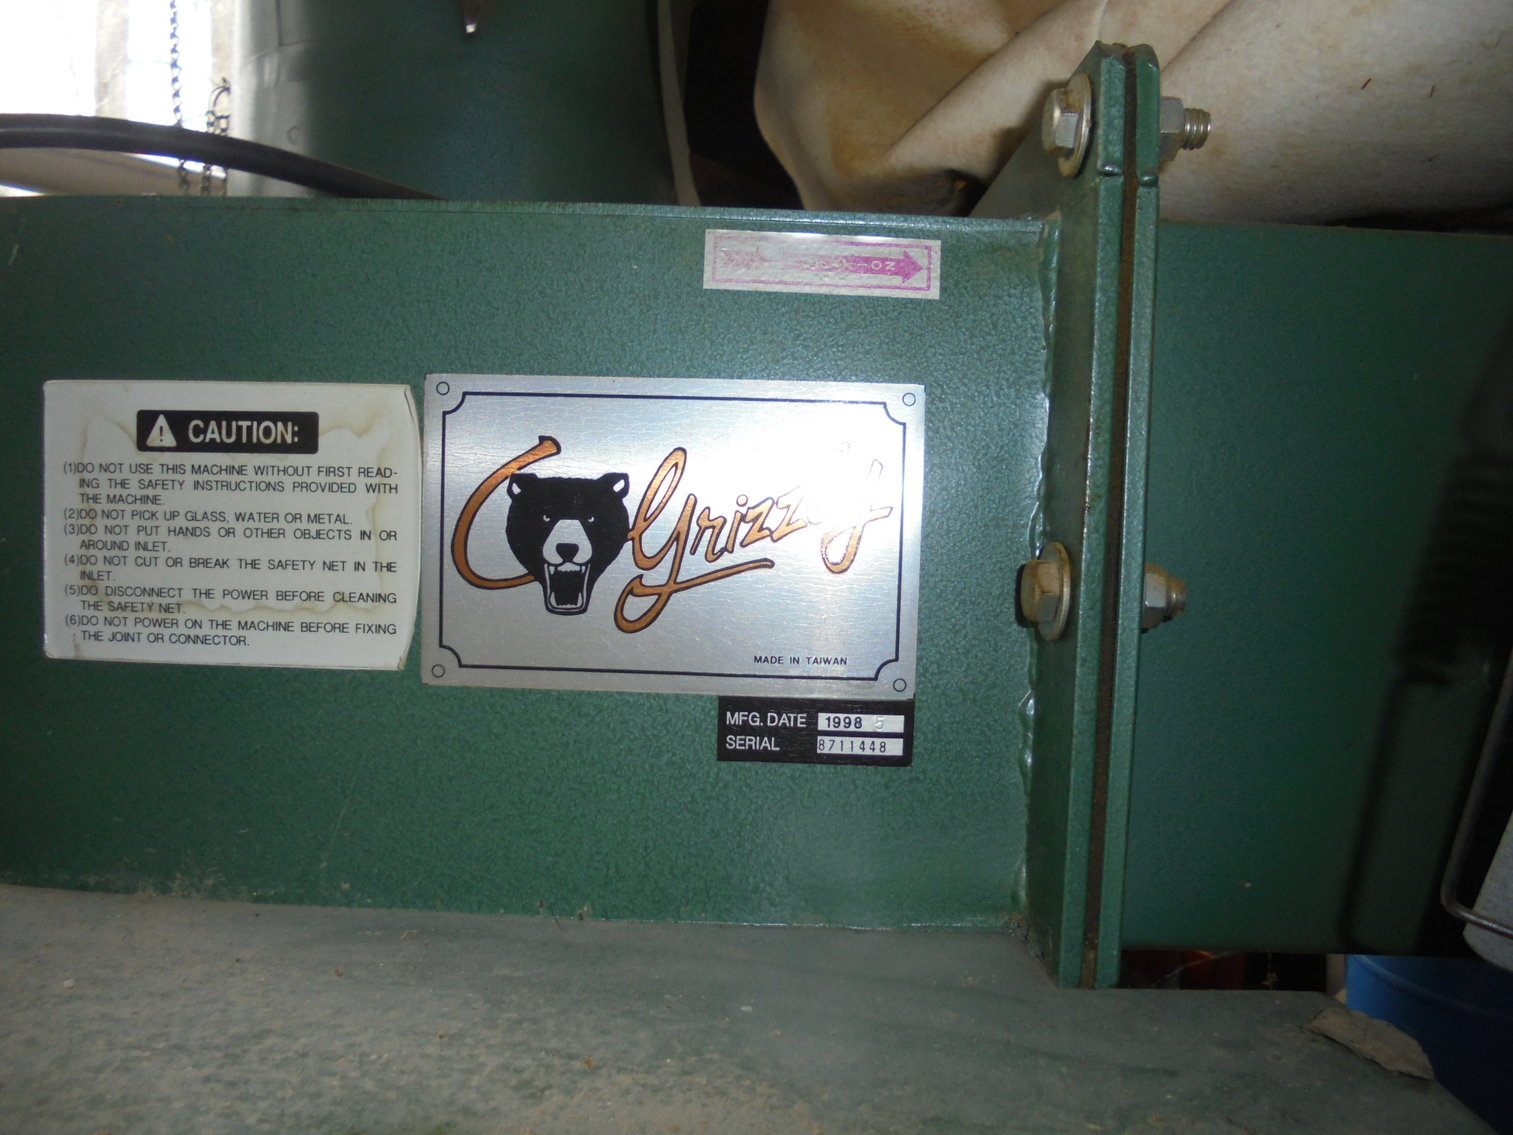 CAUTION:
(1)DO NOT USE THIS MACHINE WITHOUT FIRST READ-
ING THE SAFETY INSTRUCTIONS PROVIDED WITH
THE MACHINE.
(2)DO NOT PICK UP GLASS, WATER OR METAL.
(3)DO NOT PUT HANDS OR OTHER OBJECTS IN OR
AROUND INLET.
(4)DO NOT CUT OR BREAK THE SAFETY NET IN THE
INLET.
(5)DO DISCONNECT THE POWER BEFORE CLEANING
THE SAFETY NET.
(6)DO NOT POWER ON THE MACHINE BEFORE FIXING
THE JOINT OR CONNECTOR.
Grizzly
MADE IN TAIWAN
MFG. DATE 1998 5
SERIAL 8711448